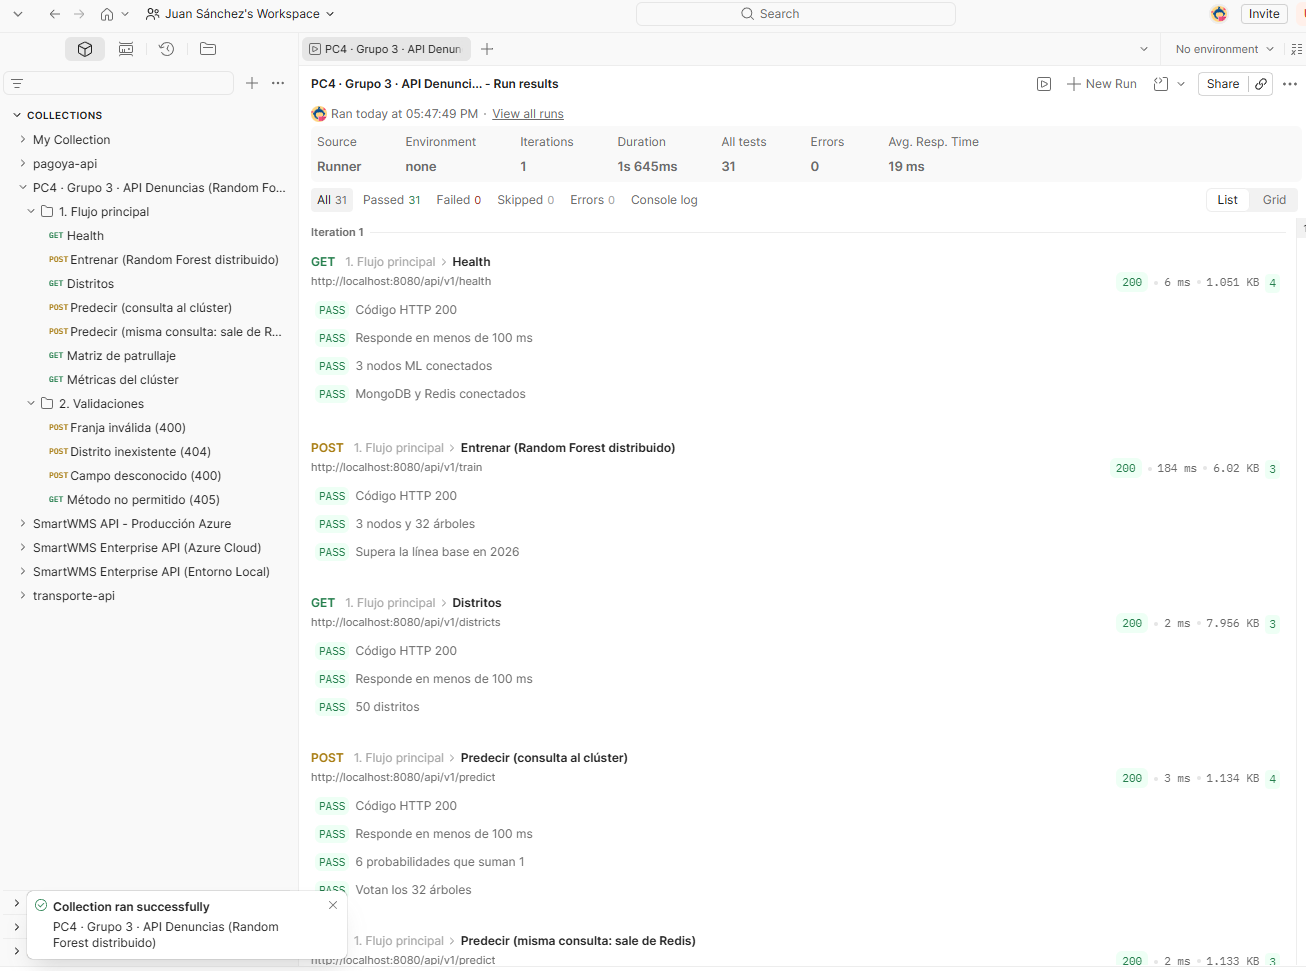 Juan Sánchez's Workspace
Search
Invite
PC4 · Grupo 3 · API Denun
No environment
COLLECTIONS
My Collection
pagoya-api
PC4 · Grupo 3 · API Denuncias (Random Fo...
1. Flujo principal
GET Health
POST Entrenar (Random Forest distribuido)
GET Distritos
POST Predecir (consulta al clúster)
POST Predecir (misma consulta: sale de R...
GET Matriz de patrullaje
GET Métricas del clúster
2. Validaciones
POST Franja inválida (400)
POST Distrito inexistente (404)
POST Campo desconocido (400)
GET Método no permitido (405)
SmartWMS API - Producción Azure
SmartWMS Enterprise API (Azure Cloud)
SmartWMS Enterprise API (Entorno Local)
transporte-api
Collection ran successfully
PC4 · Grupo 3 · API Denuncias (Random
Forest distribuido)
PC4 · Grupo 3 · API Denunci... - Run results
New Run
Share
Ran today at 05:47:49 PM · View all runs
Source Environment Iterations Duration All tests Errors Avg. Resp. Time
Runner none 1 1s 645ms 31 0 19 ms
All 31 Passed 31 Failed 0 Skipped 0 Errors 0 Console log
List Grid
Iteration 1
GET 1. Flujo principal > Health
http://localhost:8080/api/v1/health
200 • 6 ms • 1.051 KB 4
PASS Código HTTP 200
PASS Responde en menos de 100 ms
PASS 3 nodos ML conectados
PASS MongoDB y Redis conectados
POST 1. Flujo principal > Entrenar (Random Forest distribuido)
http://localhost:8080/api/v1/train
200 • 184 ms • 6.02 KB 3
PASS Código HTTP 200
PASS 3 nodos y 32 árboles
PASS Supera la línea base en 2026
GET 1. Flujo principal > Distritos
http://localhost:8080/api/v1/districts
200 • 2 ms • 7.956 KB 3
PASS Código HTTP 200
PASS Responde en menos de 100 ms
PASS 50 distritos
POST 1. Flujo principal > Predecir (consulta al clúster)
http://localhost:8080/api/v1/predict
200 • 3 ms • 1.134 KB 4
PASS Código HTTP 200
PASS Responde en menos de 100 ms
PASS 6 probabilidades que suman 1
PASS Votan los 32 árboles
1. Flujo principal > Predecir (misma consulta: sale de Redis)
http://localhost:8080/api/v1/predict
200 • 2 ms • 1.133 KB 3